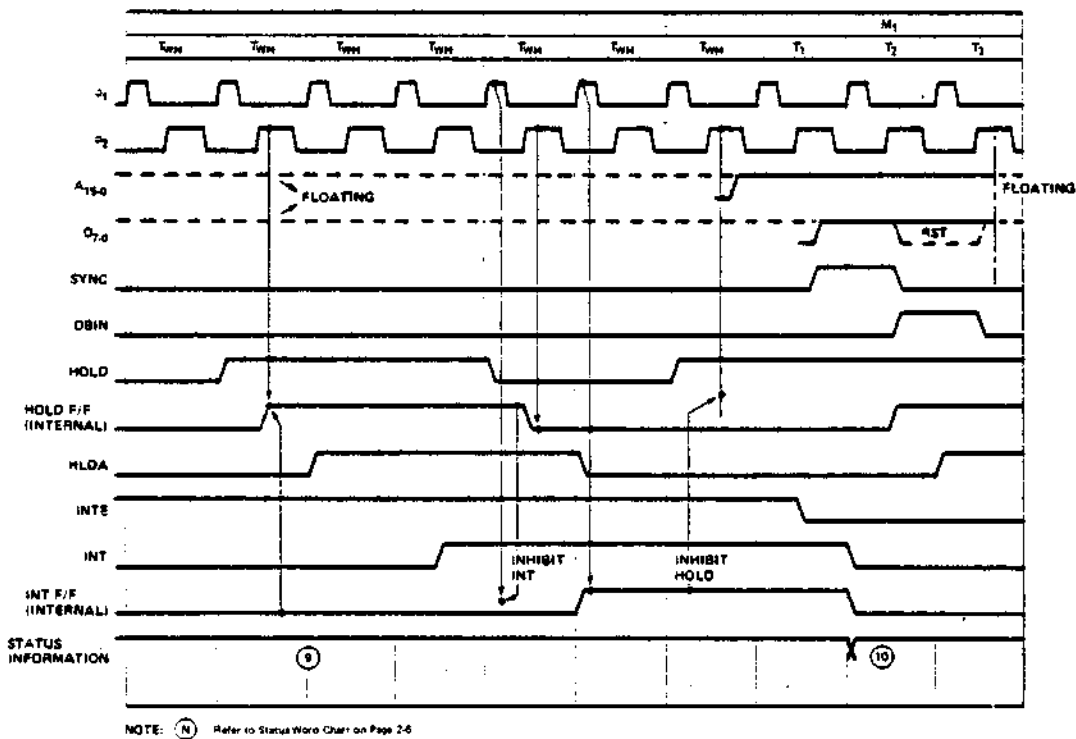 M1
TWH TWH TWH TWH TWH TWH TWH T1 T2 T3
ø1
ø2
A15-0
FLOATING
FLOATING
D7-0
RST
SYNC
DBIN
HOLD
HOLD F/F
(INTERNAL)
HLDA
INTE
INT
INHIBIT
INT
INHIBIT
HOLD
INT F/F
(INTERNAL)
STATUS
INFORMATION
9
10
NOTE: N Refer to Status Word Chart on Page 2-6